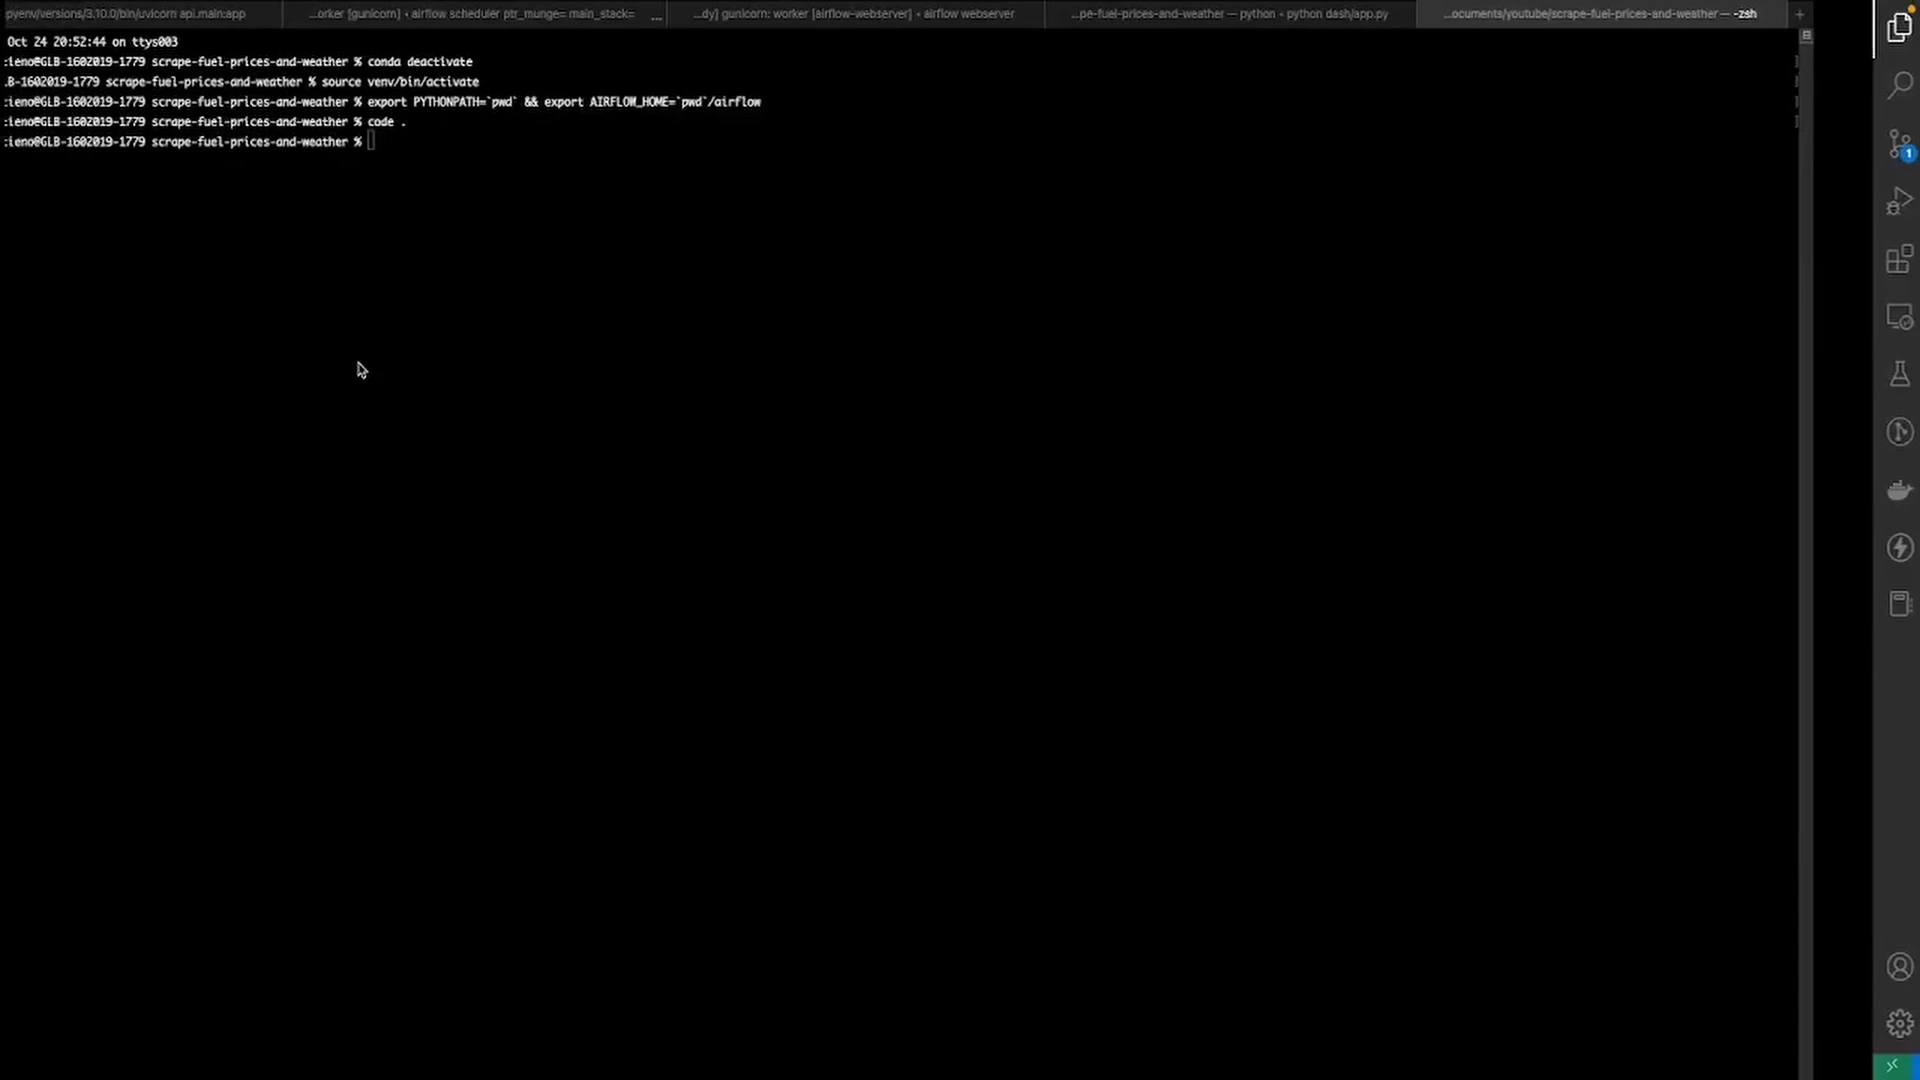 pyenv/versions/3.10.0/bin/uvicorn api.main:app
...orker [gunicorn] • airflow scheduler ptr_munge= main_stack=
...
...dy] gunicorn: worker [airflow-webserver] • airflow webserver
...pe-fuel-prices-and-weather — python • python dash/app.py
...ocuments/youtube/scrape-fuel-prices-and-weather — -zsh
+
Oct 24 20:52:44 on ttys003
:ieno@GLB-1602019-1779 scrape-fuel-prices-and-weather % conda deactivate
.B-1602019-1779 scrape-fuel-prices-and-weather % source venv/bin/activate
:ieno@GLB-1602019-1779 scrape-fuel-prices-and-weather % export PYTHONPATH=`pwd` && export AIRFLOW_HOME=`pwd`/airflow
:ieno@GLB-1602019-1779 scrape-fuel-prices-and-weather % code .
:ieno@GLB-1602019-1779 scrape-fuel-prices-and-weather %
1